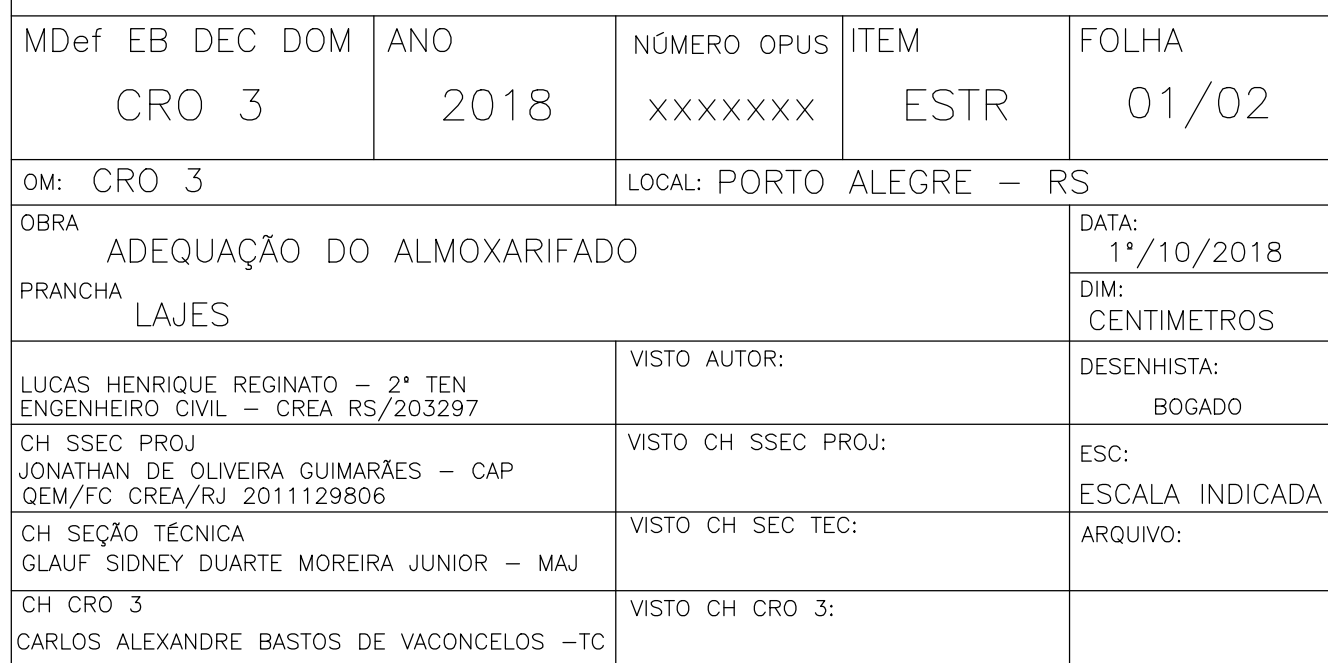 MDef EB DEC DOM
CRO 3
ANO
2018
NÚMERO OPUS
xxxxxxx
ITEM
ESTR
FOLHA
01/02
OM: CRO 3
LOCAL: PORTO ALEGRE – RS
OBRA
ADEQUAÇÃO DO ALMOXARIFADO
PRANCHA
LAJES
DATA:
1º/10/2018
DIM:
CENTIMETROS
LUCAS HENRIQUE REGINATO – 2º TEN
ENGENHEIRO CIVIL – CREA RS/203297
VISTO AUTOR:
DESENHISTA:
BOGADO
CH SSEC PROJ
JONATHAN DE OLIVEIRA GUIMARÃES – CAP
QEM/FC CREA/RJ 2011129806
VISTO CH SSEC PROJ:
ESC:
ESCALA INDICADA
CH SEÇÃO TÉCNICA
GLAUF SIDNEY DUARTE MOREIRA JUNIOR – MAJ
VISTO CH SEC TEC:
ARQUIVO:
CH CRO 3
CARLOS ALEXANDRE BASTOS DE VACONCELOS –TC
VISTO CH CRO 3: